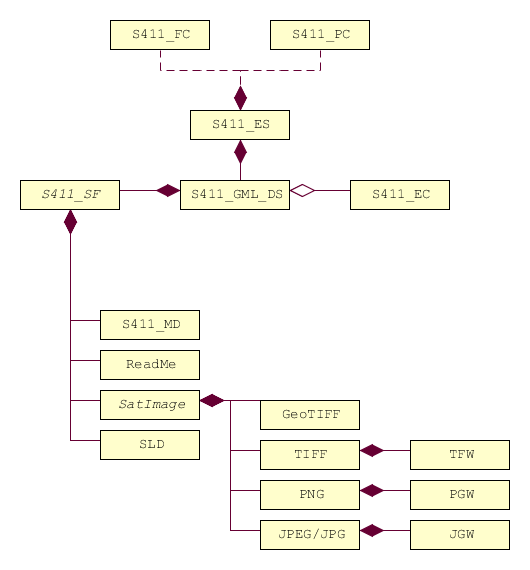 S411_FC
S411_PC
S411_ES
S411_SF
S411_GML_DS
S411_EC
S411_MD
ReadMe
SatImage
SLD
GeoTIFF
TIFF
TFW
PNG
PGW
JPEG/JPG
JGW